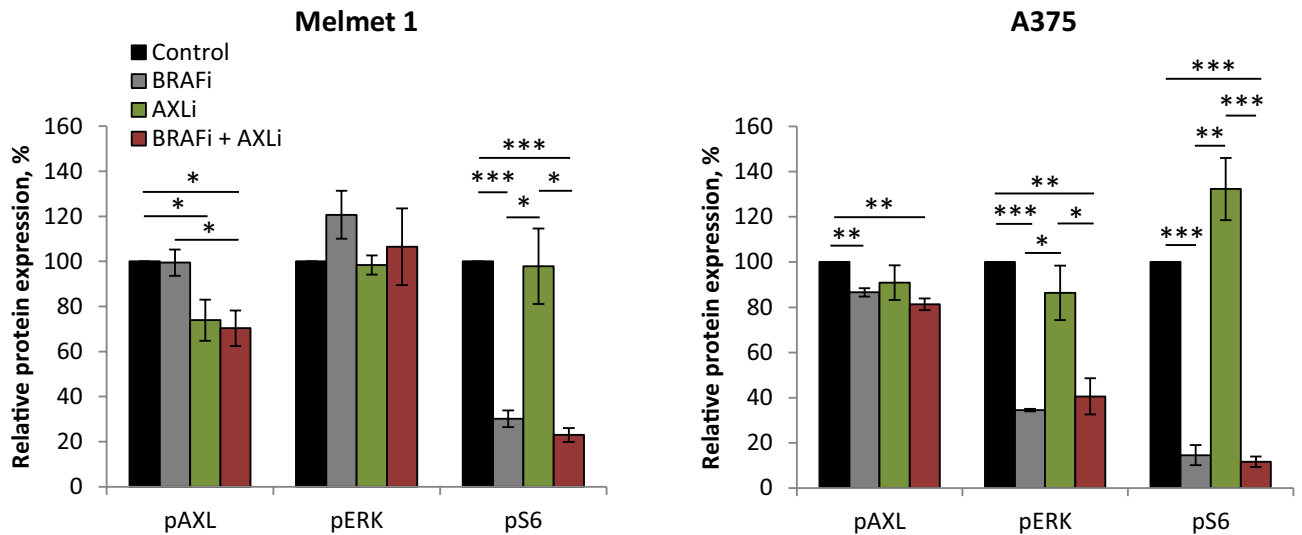 Melmet 1
Control
BRAFi
AXLi
BRAFi + AXLi
Relative protein expression, %
160
140
120
100
80
60
40
20
0
*
*
*
***
***
*
*
pAXL
pERK
pS6
A375
Relative protein expression, %
160
140
120
100
80
60
40
20
0
**
**
**
***
*
*
***
***
**
***
pAXL
pERK
pS6